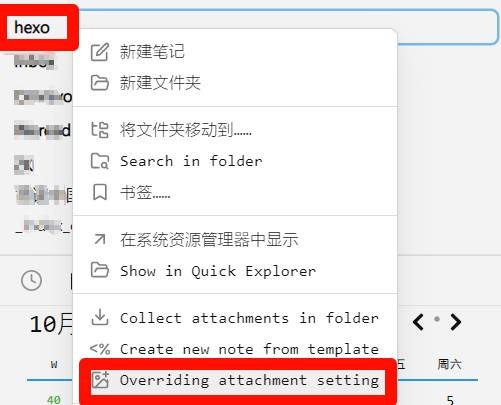 hexo
新建笔记
新建文件夹
将文件夹移动到……
Search in folder
书签……
在系统资源管理器中显示
Show in Quick Explorer
Collect attachments in folder
Create new note from template
Overriding attachment setting
10月
W
五
周六
40
5